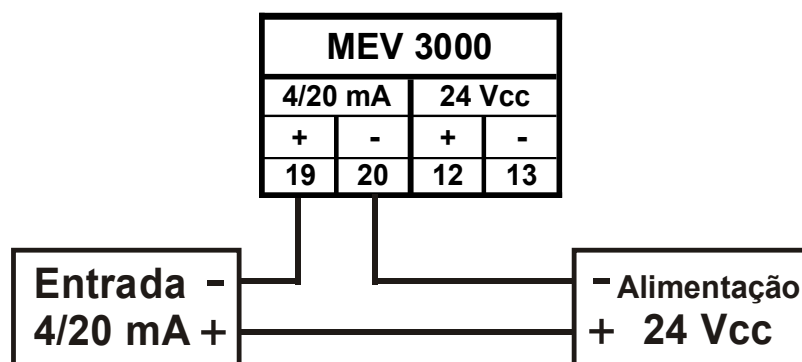 MEV 3000
4/20 mA 24 Vcc
+ - + -
19 20 12 13
Entrada - - Alimentação
4/20 mA + + 24 Vcc